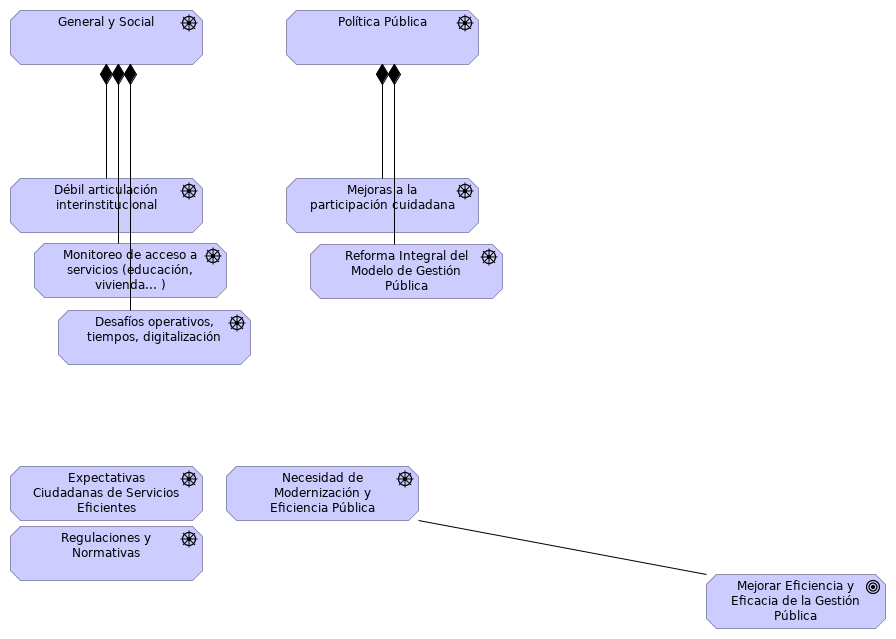 General y Social
Política Pública
Débil articulación
interinstitucional
Mejoras a la
participación cuidadana
Monitoreo de acceso a
servicios (educación,
vivienda... )
Reforma Integral del
Modelo de Gestión
Pública
Desafíos operativos,
tiempos, digitalización
Expectativas
Ciudadanas de Servicios
Eficientes
Necesidad de
Modernización y
Eficiencia Pública
Regulaciones y
Normativas
Mejorar Eficiencia y
Eficacia de la Gestión
Pública